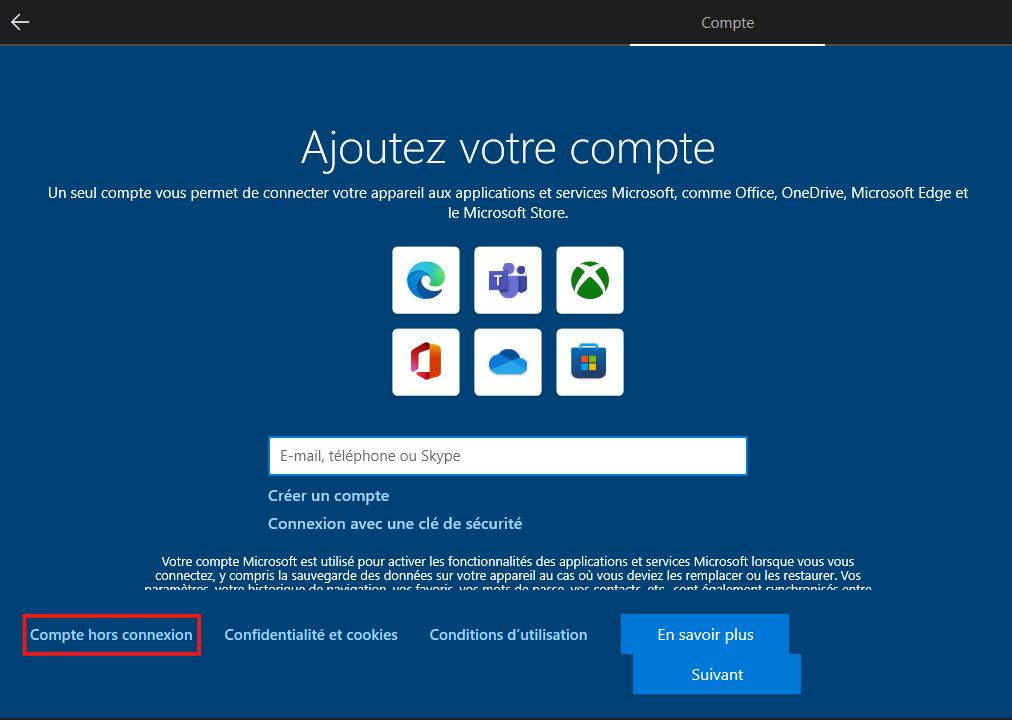 Compte
Ajoutez votre compte
Un seul compte vous permet de connecter votre appareil aux applications et services Microsoft, comme Office, OneDrive, Microsoft Edge et
le Microsoft Store.
T
E-mail, téléphone ou Skype
Créer un compte
Connexion avec une clé de sécurité
Votre compte Microsoft est utilisé pour activer les fonctionnalités des applications et services Microsoft lorsque vous vous
connectez, y compris la sauvegarde des données sur votre appareil au cas où vous deviez les remplacer ou les restaurer. Vos
paramètres, votre historique de navigation, vos favoris, vos mots de passe, vos contacts, etc., sont également synchronisés entre
Compte hors connexion
Confidentialité et cookies
Conditions d’utilisation
En savoir plus
Suivant